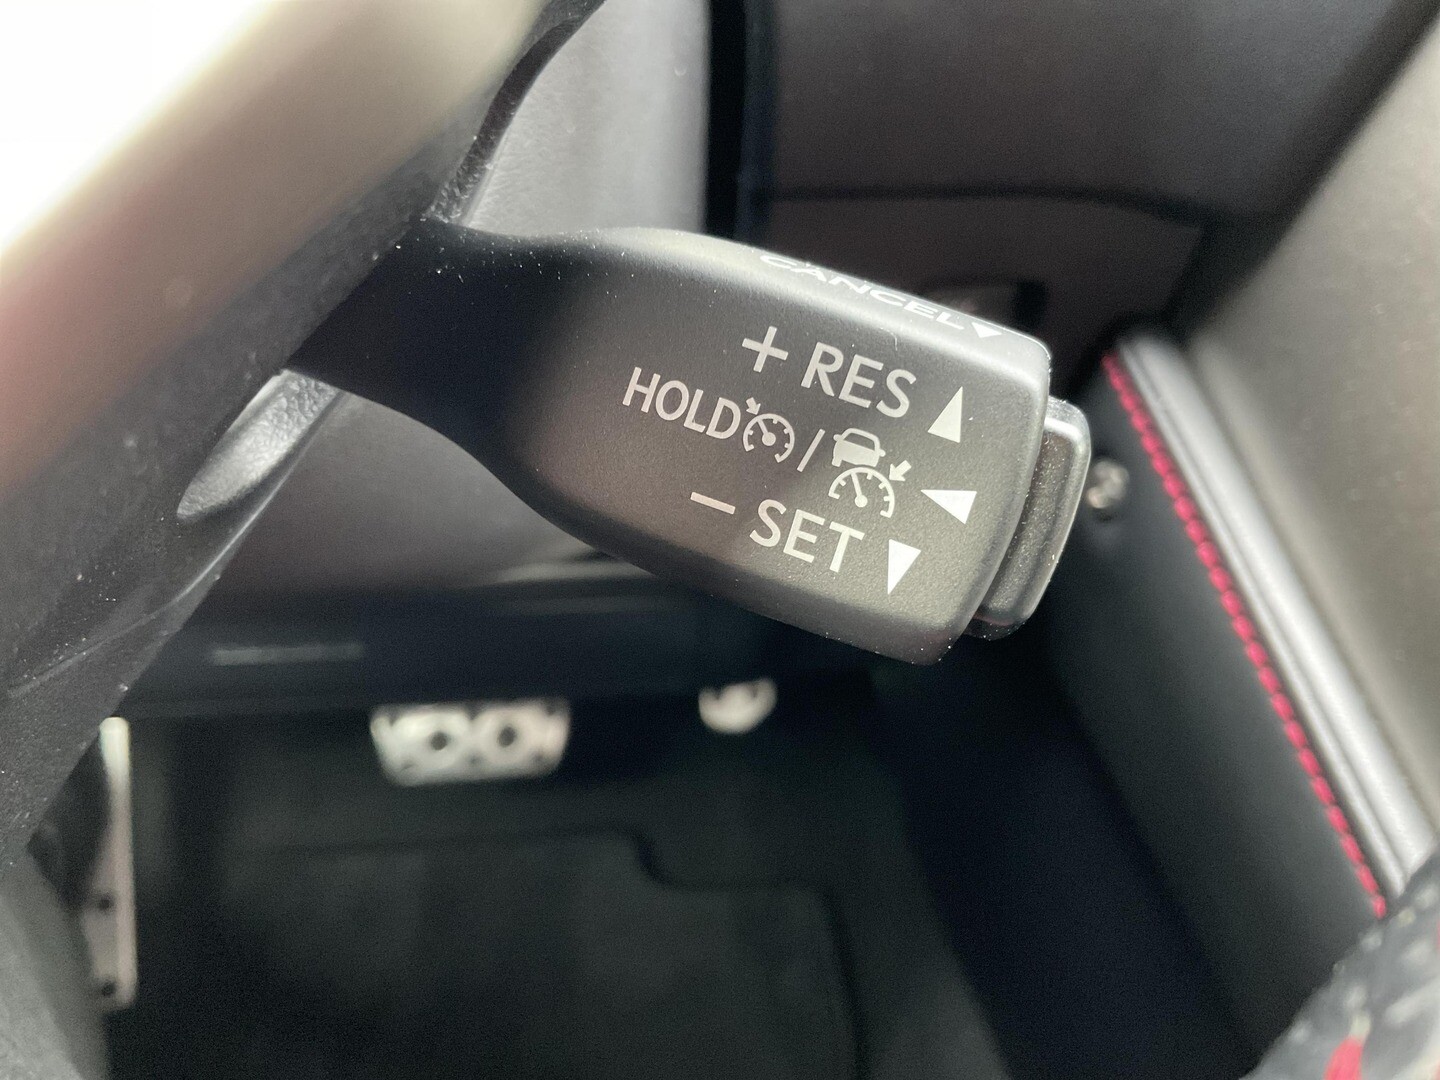 CANCEL
+ RES
HOLD /
− SET